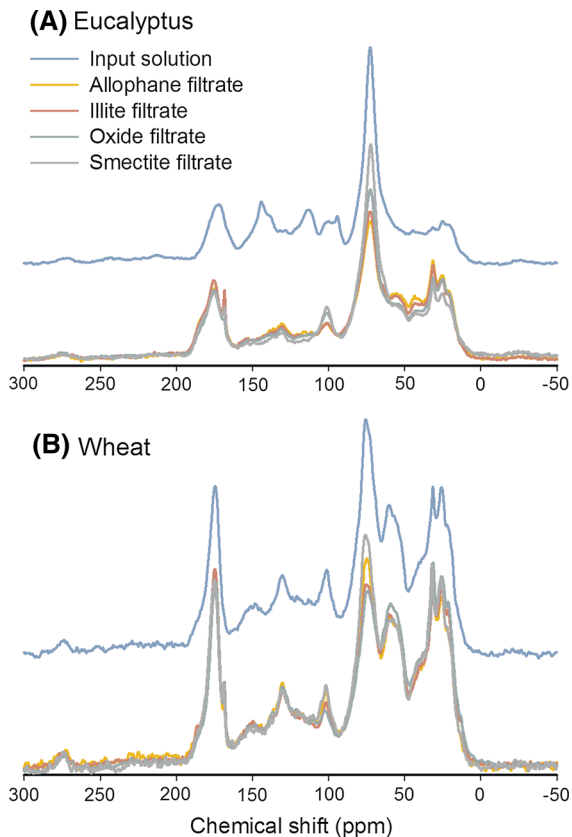 (A) Eucalyptus
Input solution
Allophane filtrate
Illite filtrate
Oxide filtrate
Smectite filtrate
300 250 200 150 100 50 0 -50
(B) Wheat
300 250 200 150 100 50 0 -50
Chemical shift (ppm)